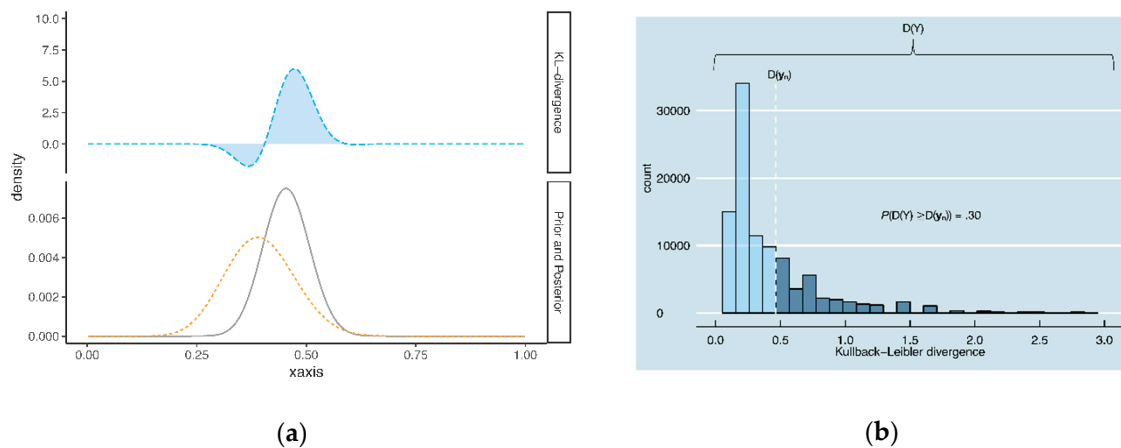 10.0
7.5
5.0
2.5
0.0
KL–divergence
density
0.006
0.004
0.002
0.000
Prior and Posterior
0.00
0.25
0.50
0.75
1.00
xaxis
(a)
D(Y)
D(yₙ)
30000
20000
10000
0
count
P(D(Y) ≥D(yₙ)) = .30
0.0
0.5
1.0
1.5
2.0
2.5
3.0
Kullback–Leibler divergence
(b)